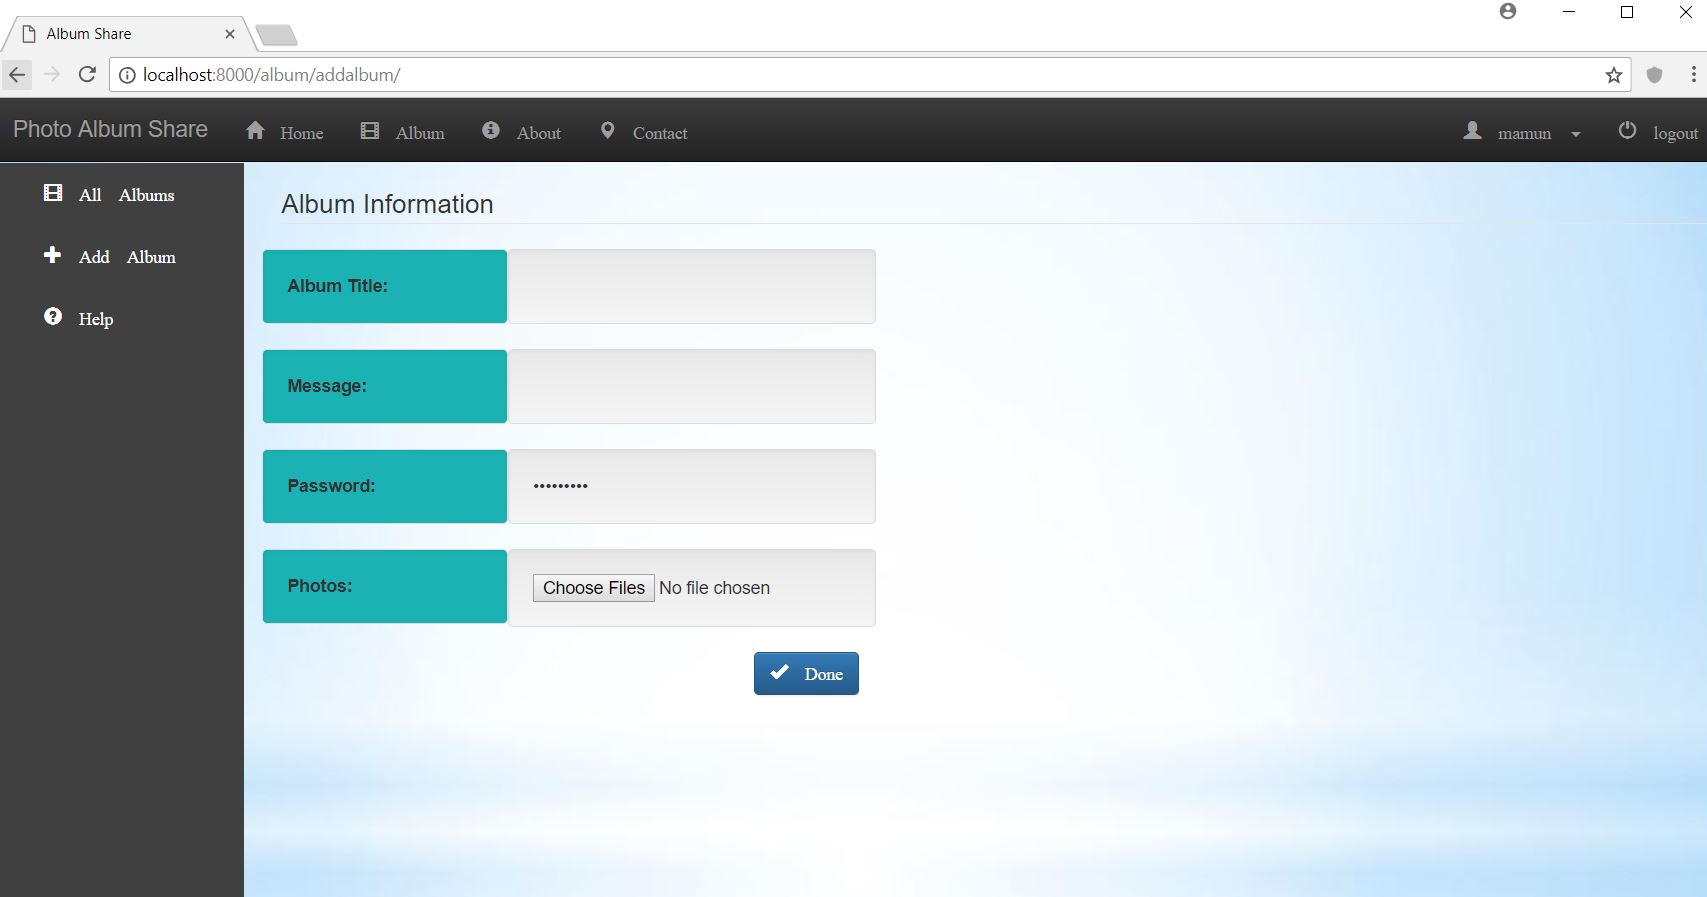 Album Share
localhost:8000/album/addalbum/
Photo Album Share Home Album About Contact mamun logout
All Albums
Add Album
Help
Album Information
Album Title:
Message:
Password: •••••••••
Photos: Choose Files No file chosen
Done